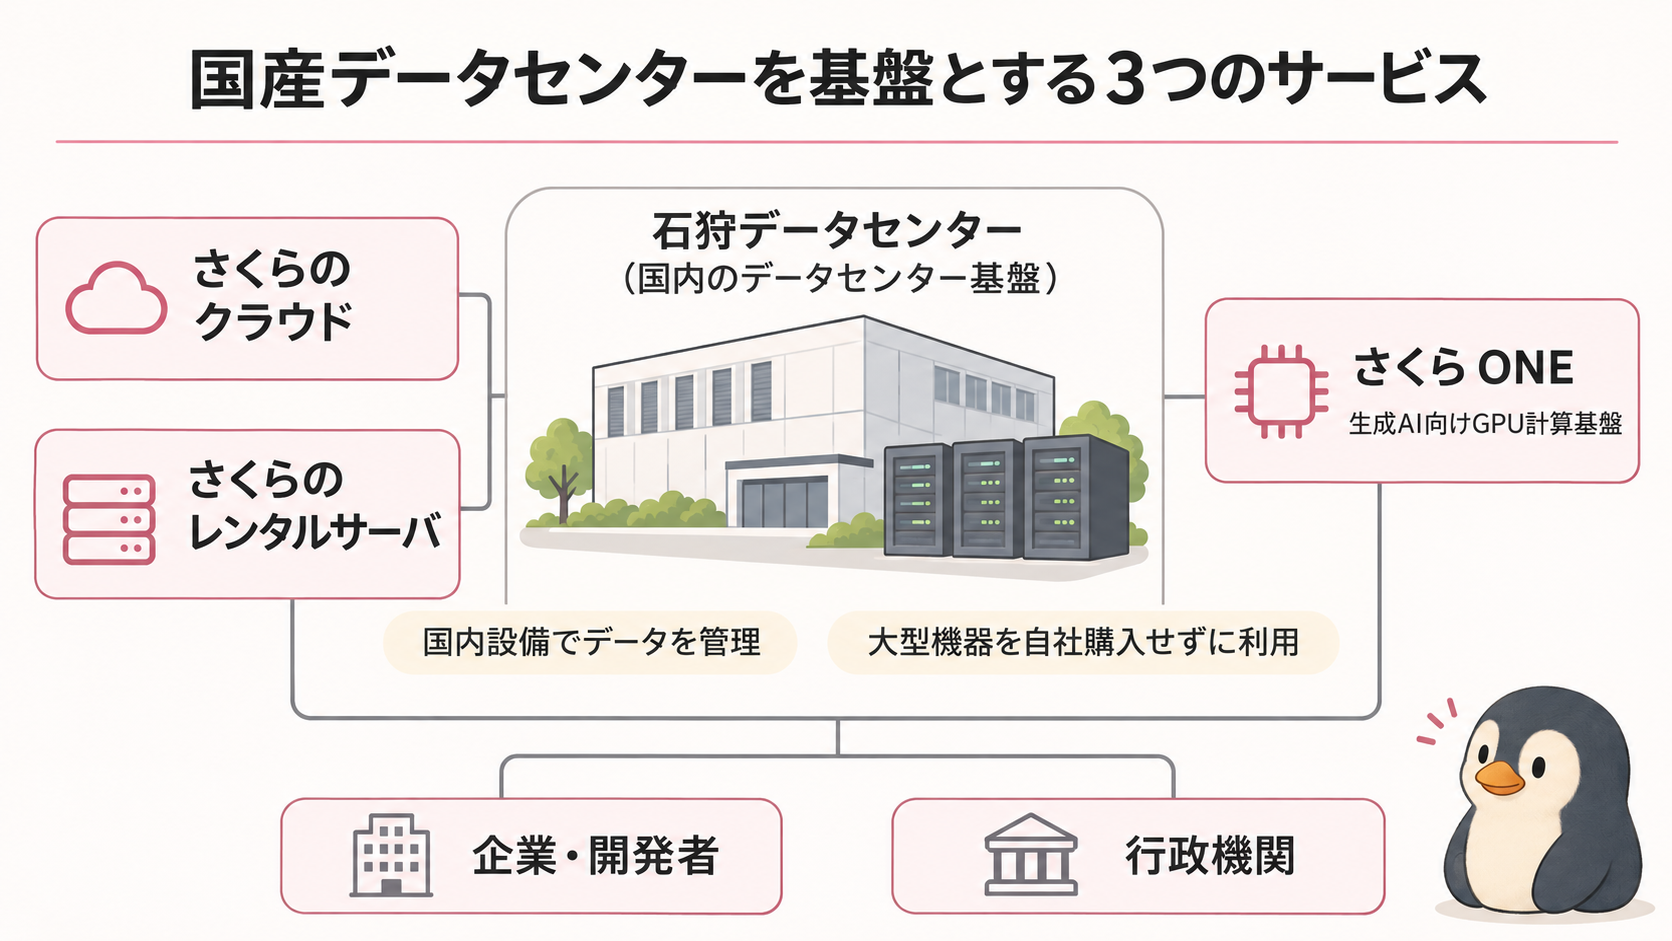 国産データセンターを基盤とする3つのサービス
石狩データセンター
（国内のデータセンター基盤）
さくらの
クラウド
さくらの
レンタルサーバ
さくら ONE
生成AI向けGPU計算基盤
国内設備でデータを管理
大型機器を自社購入せずに利用
企業・開発者
行政機関